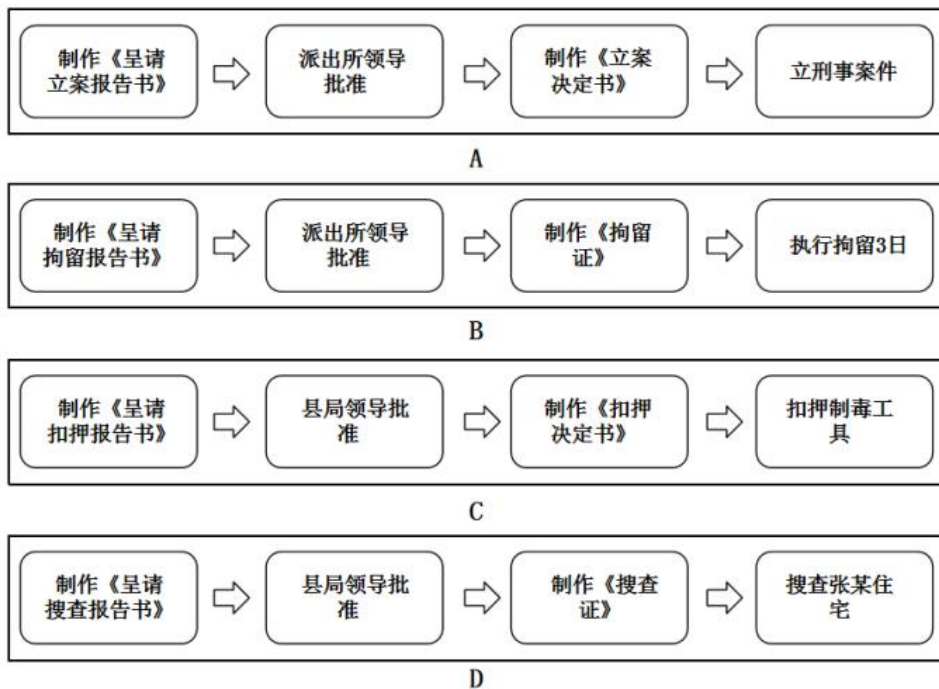 制作《呈请
立案报告书》
派出所领导
批准
制作《立案
决定书》
立刑事案件
A
制作《呈请
拘留报告书》
派出所领导
批准
制作《拘留
证》
执行拘留3日
B
制作《呈请
扣押报告书》
县局领导批
准
制作《扣押
决定书》
扣押制毒工
具
C
制作《呈请
搜查报告书》
县局领导批
准
制作《搜查
证》
搜查张某住
宅
D